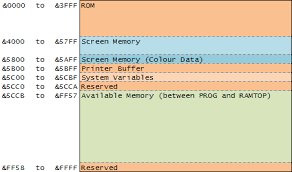 &0000 to &3FFF ROM
&4000 to &57FF Screen Memory
&5800 to &5AFF Screen Memory (Colour Data)
&5B00 to &5BFF Printer Buffer
&5C00 to &5CBF System Variables
&5CC0 to &5CCA Reserved
&5CCB to &FF57 Available Memory (between PROG and RAMTOP)
&FF58 to &FFFF Reserved